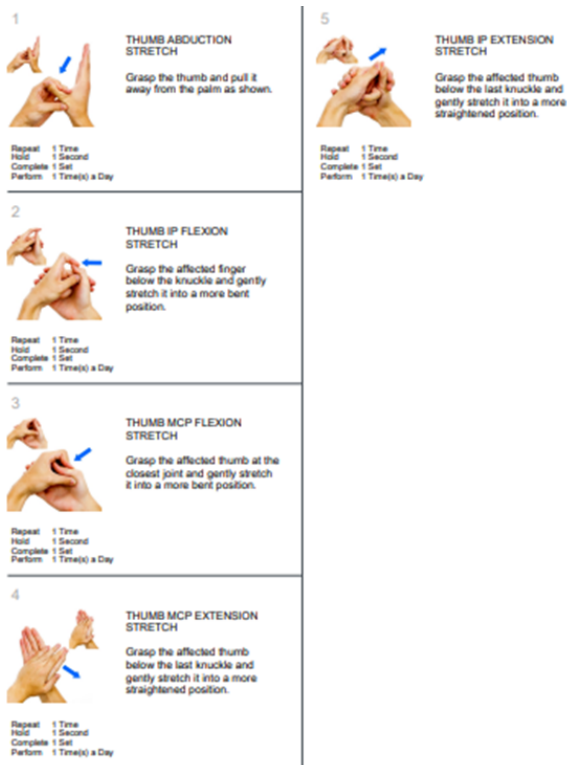 1
THUMB ABDUCTION
STRETCH
Grasp the thumb and pull it
away from the palm as shown.
Repeat 1 Time
Hold 1 Second
Complete 1 Set
Perform 1 Time(s) a Day
2
THUMB IP FLEXION
STRETCH
Grasp the affected finger
below the knuckle and gently
stretch it into a more bent
position.
Repeat 1 Time
Hold 1 Second
Complete 1 Set
Perform 1 Time(s) a Day
3
THUMB MCP FLEXION
STRETCH
Grasp the affected thumb at the
closest joint and gently stretch
it into a more bent position.
Repeat 1 Time
Hold 1 Second
Complete 1 Set
Perform 1 Time(s) a Day
4
THUMB MCP EXTENSION
STRETCH
Grasp the affected thumb
below the last knuckle and
gently stretch it into a more
straightened position.
Repeat 1 Time
Hold 1 Second
Complete 1 Set
Perform 1 Time(s) a Day
5
THUMB IP EXTENSION
STRETCH
Grasp the affected thumb
below the last knuckle and
gently stretch it into a more
straightened position.
Repeat 1 Time
Hold 1 Second
Complete 1 Set
Perform 1 Time(s) a Day